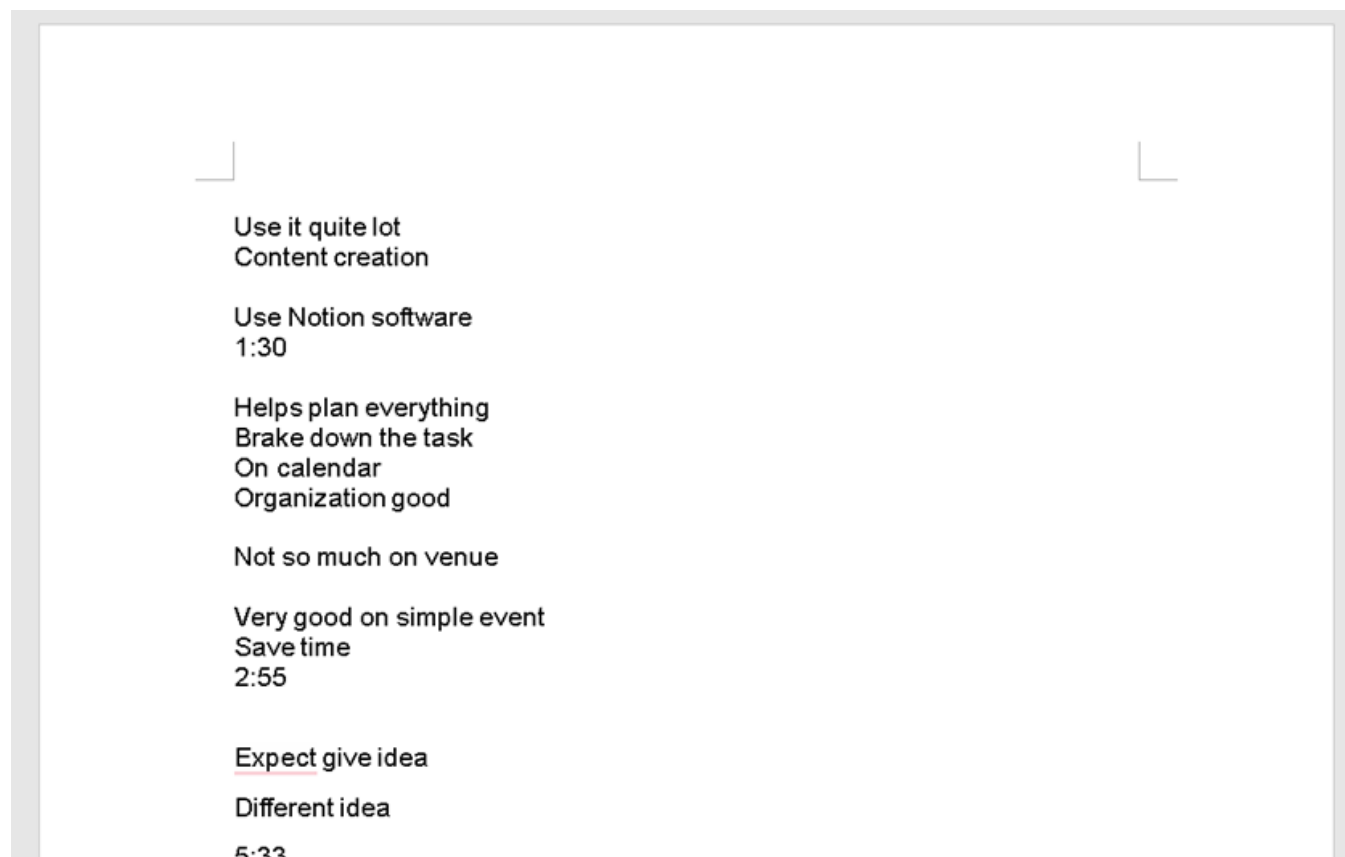 Use it quite lot
Content creation
Use Notion software
1:30
Helps plan everything
Brake down the task
On calendar
Organization good
Not so much on venue
Very good on simple event
Save time
2:55
Expect give idea
Different idea
5:33